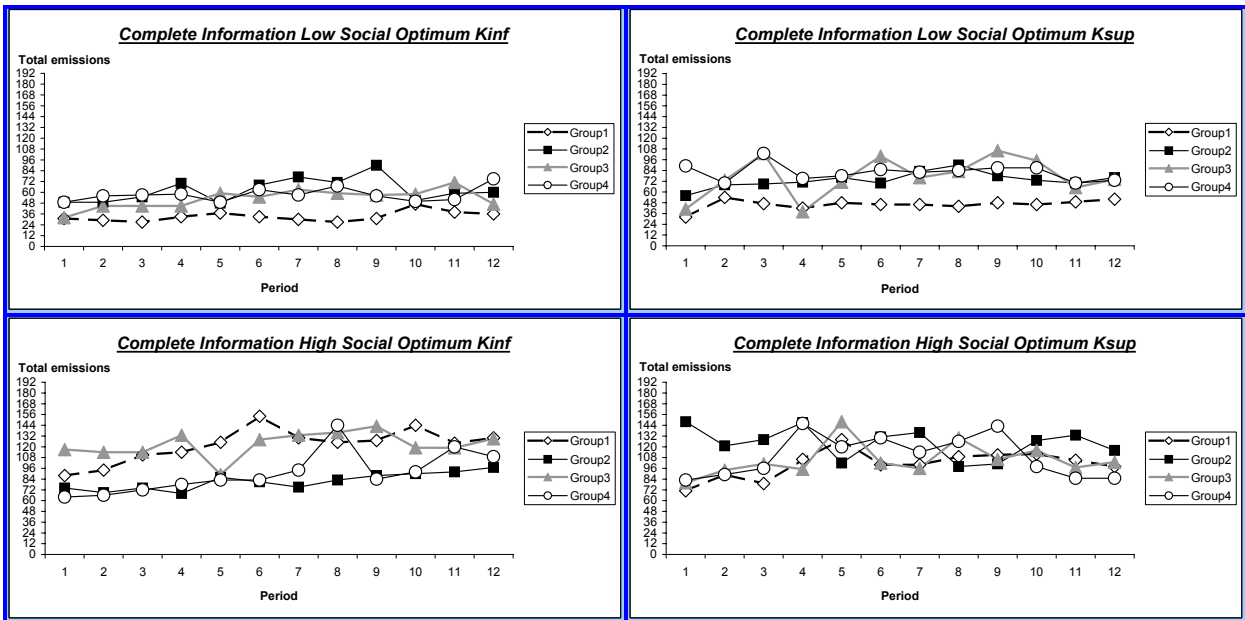 Complete Information Low Social Optimum Kinf
Total emissions
192
180
168
156
144
132
120
108
96
84
72
60
48
36
24
12
0
1 2 3 4 5 6 7 8 9 10 11 12
Period
Group1
Group2
Group3
Group4
Complete Information Low Social Optimum Ksup
Total emissions
192
180
168
156
144
132
120
108
96
84
72
60
48
36
24
12
0
1 2 3 4 5 6 7 8 9 10 11 12
Period
Group1
Group2
Group3
Group4
Complete Information High Social Optimum Kinf
Total emissions
192
180
168
156
144
132
120
108
96
84
72
60
48
36
24
12
0
1 2 3 4 5 6 7 8 9 10 11 12
Period
Group1
Group2
Group3
Group4
Complete Information High Social Optimum Ksup
Total emissions
192
180
168
156
144
132
120
108
96
84
72
60
48
36
24
12
0
1 2 3 4 5 6 7 8 9 10 11 12
Period
Group1
Group2
Group3
Group4